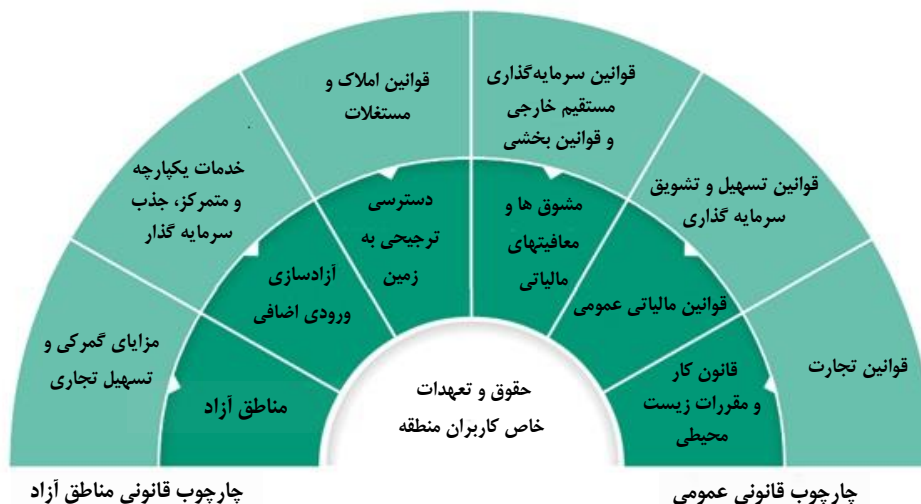 قوانین املاک و
مستغلات
قوانین سرمایه‌گذاری
مستقیم خارجی
و قوانین بخشی
خدمات یکپارچه
و متمرکز، جذب
سرمایه گذار
قوانین تسهیل و تشویق
سرمایه گذاری
مزایای گمرکی و
تسهیل تجاری
قوانین تجارت
دسترسی
ترجیحی به
زمین
مشوق ها و
معافیتهای
مالیاتی
آزادسازی
ورودی اضافی
قوانین مالیاتی عمومی
مناطق آزاد
قانون کار
و مقررات زیست
محیطی
حقوق و تعهدات
خاص کاربران منطقه
چارچوب قانونی عمومی
چارچوب قانونی مناطق آزاد